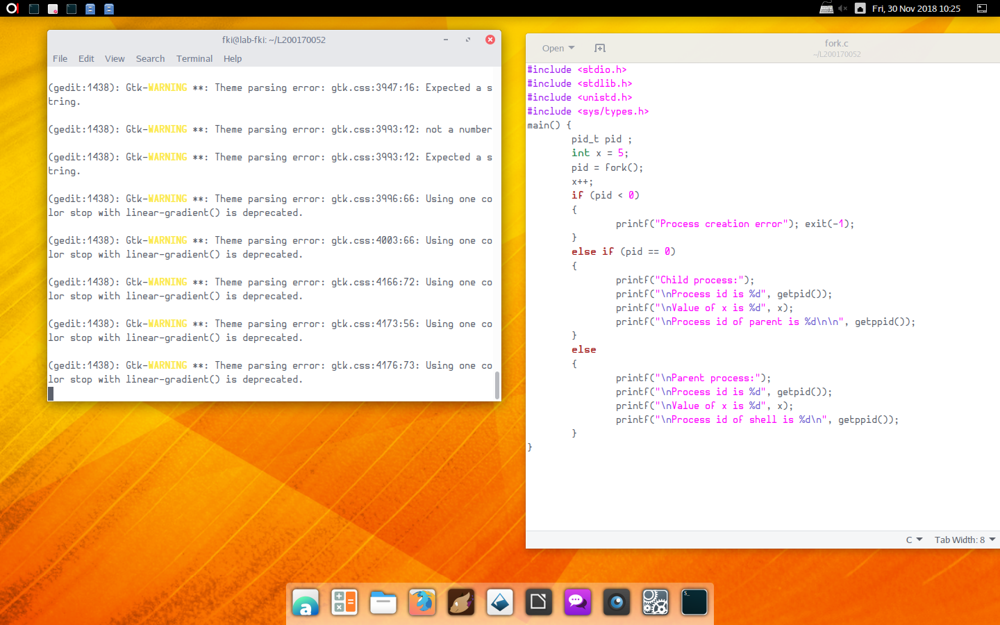 Fri, 30 Nov 2018 10:25
fki@lab-fki: ~/L200170052
File Edit View Search Terminal Help
(gedit:1438): Gtk-WARNING **: Theme parsing error: gtk.css:3947:16: Expected a s
tring.
(gedit:1438): Gtk-WARNING **: Theme parsing error: gtk.css:3993:12: not a number
(gedit:1438): Gtk-WARNING **: Theme parsing error: gtk.css:3993:12: Expected a s
tring.
(gedit:1438): Gtk-WARNING **: Theme parsing error: gtk.css:3996:66: Using one co
lor stop with linear-gradient() is deprecated.
(gedit:1438): Gtk-WARNING **: Theme parsing error: gtk.css:4003:66: Using one co
lor stop with linear-gradient() is deprecated.
(gedit:1438): Gtk-WARNING **: Theme parsing error: gtk.css:4166:72: Using one co
lor stop with linear-gradient() is deprecated.
(gedit:1438): Gtk-WARNING **: Theme parsing error: gtk.css:4173:56: Using one co
lor stop with linear-gradient() is deprecated.
(gedit:1438): Gtk-WARNING **: Theme parsing error: gtk.css:4176:73: Using one co
lor stop with linear-gradient() is deprecated.
Open
fork.c
~/L200170052
#include <stdio.h>
#include <stdlib.h>
#include <unistd.h>
#include <sys/types.h>
main() {
        pid_t pid ;
        int x = 5;
        pid = fork();
        x++;
        if (pid < 0)
        {
                printf("Process creation error"); exit(-1);
        }
        else if (pid == 0)
        {
                printf("Child process:");
                printf("\nProcess id is %d", getpid());
                printf("\nValue of x is %d", x);
                printf("\nProcess id of parent is %d\n\n", getppid());
        }
        else
        {
                printf("\nParent process:");
                printf("\nProcess id is %d", getpid());
                printf("\nValue of x is %d", x);
                printf("\nProcess id of shell is %d\n", getppid());
        }
}
C Tab Width: 8
a
$_